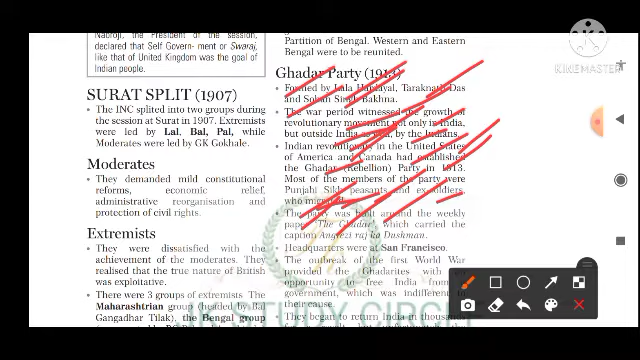 Nabroji, the President of the session,
declared that Self Govern- ment or Swaraj,
like that of United Kingdom was the goal of
Indian people.
SURAT SPLIT (1907)
• The INC splited into two groups during
the session at Surat in 1907. Extremists
were led by Lal, Bal, Pal, while
Moderates were led by GK Gokhale.
Moderates
• They demanded mild constitutional
reforms, economic relief,
administrative reorganisation and
protection of civil rights.
Extremists
• They were dissatisfied with the
achievement of the moderates. They
realised that the true nature of British
was exploitative.
• There were 3 groups of extremists. The
Maharashtrian group (headed by Bal
Gangadhar Tilak), the Bengal group
Partition of Bengal. Western and Eastern
Bengal were to be reunited.
Ghadar Party (1913)
• Formed by Lala Hardayal, Taraknath Das
and Sohan Singh Bakhna.
• The war period witnessed the growth of
revolutionary movement not only in India,
but outside India as well, by the Indians.
• Indian revolutionity in the United States
of America and Canada had established
the Ghadar (Rebellion) Party in 1913.
Most of the members of the party were
Punjabi Sikh peasants and ex-soldiers,
who migrated.
• The party was built around the weekly
paper 'The Ghadar', which carried the
caption Angrezi raj ka Dushman.
• Headquarters were at San Francisco.
• The outbreak of the first World War
provided the Ghadarites with
opportunity to free India from
government, which was indifferent to
their cause.
• They began to return India in thousands
STUDY CIRCLE
Made with
KINEMASTER